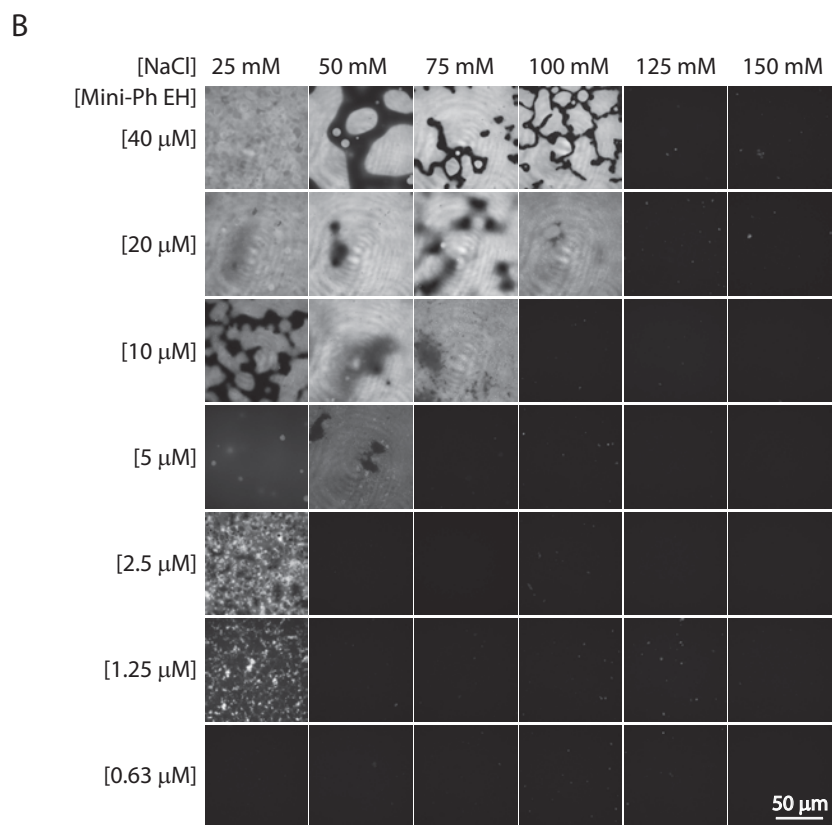 B
[NaCl] 25 mM 50 mM 75 mM 100 mM 125 mM 150 mM
[Mini-Ph EH]
[40 μM]
[20 μM]
[10 μM]
[5 μM]
[2.5 μM]
[1.25 μM]
[0.63 μM]
50 μm